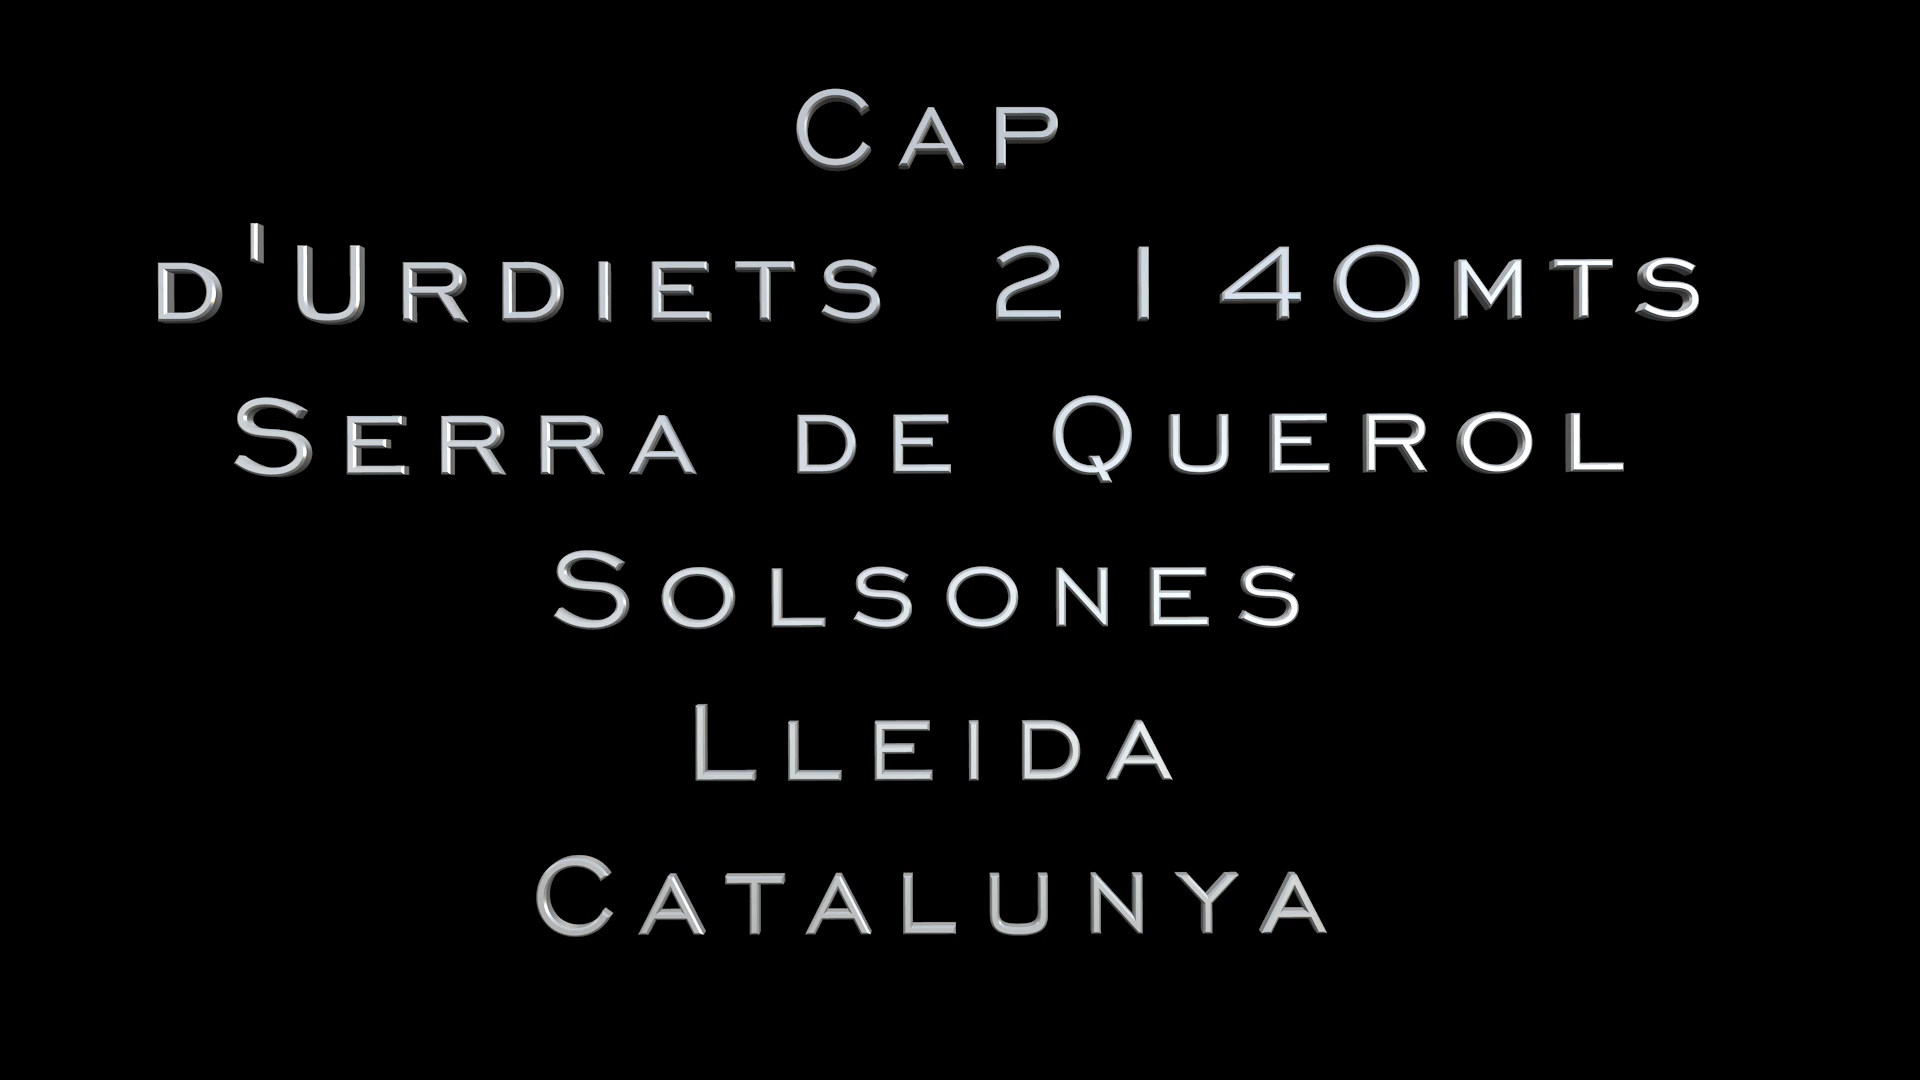 Cap
d'Urdiets 2140mts
Serra de Querol
Solsones
Lleida
Catalunya